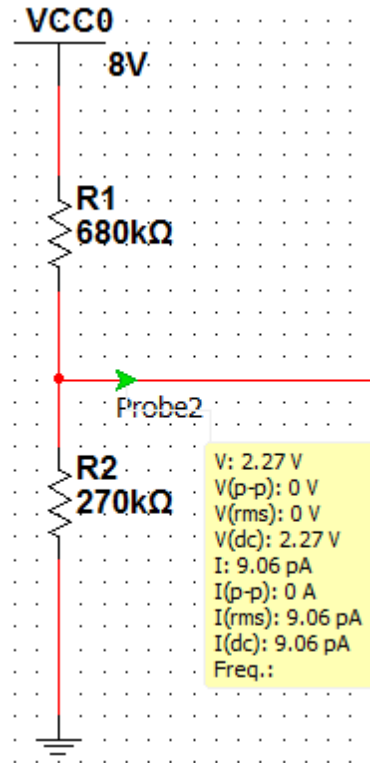 VCC0
8V
R1
680kΩ
Probe2
R2
270kΩ
V: 2.27 V
V(p-p): 0 V
V(rms): 0 V
V(dc): 2.27 V
I: 9.06 pA
I(p-p): 0 A
I(rms): 9.06 pA
I(dc): 9.06 pA
Freq.: